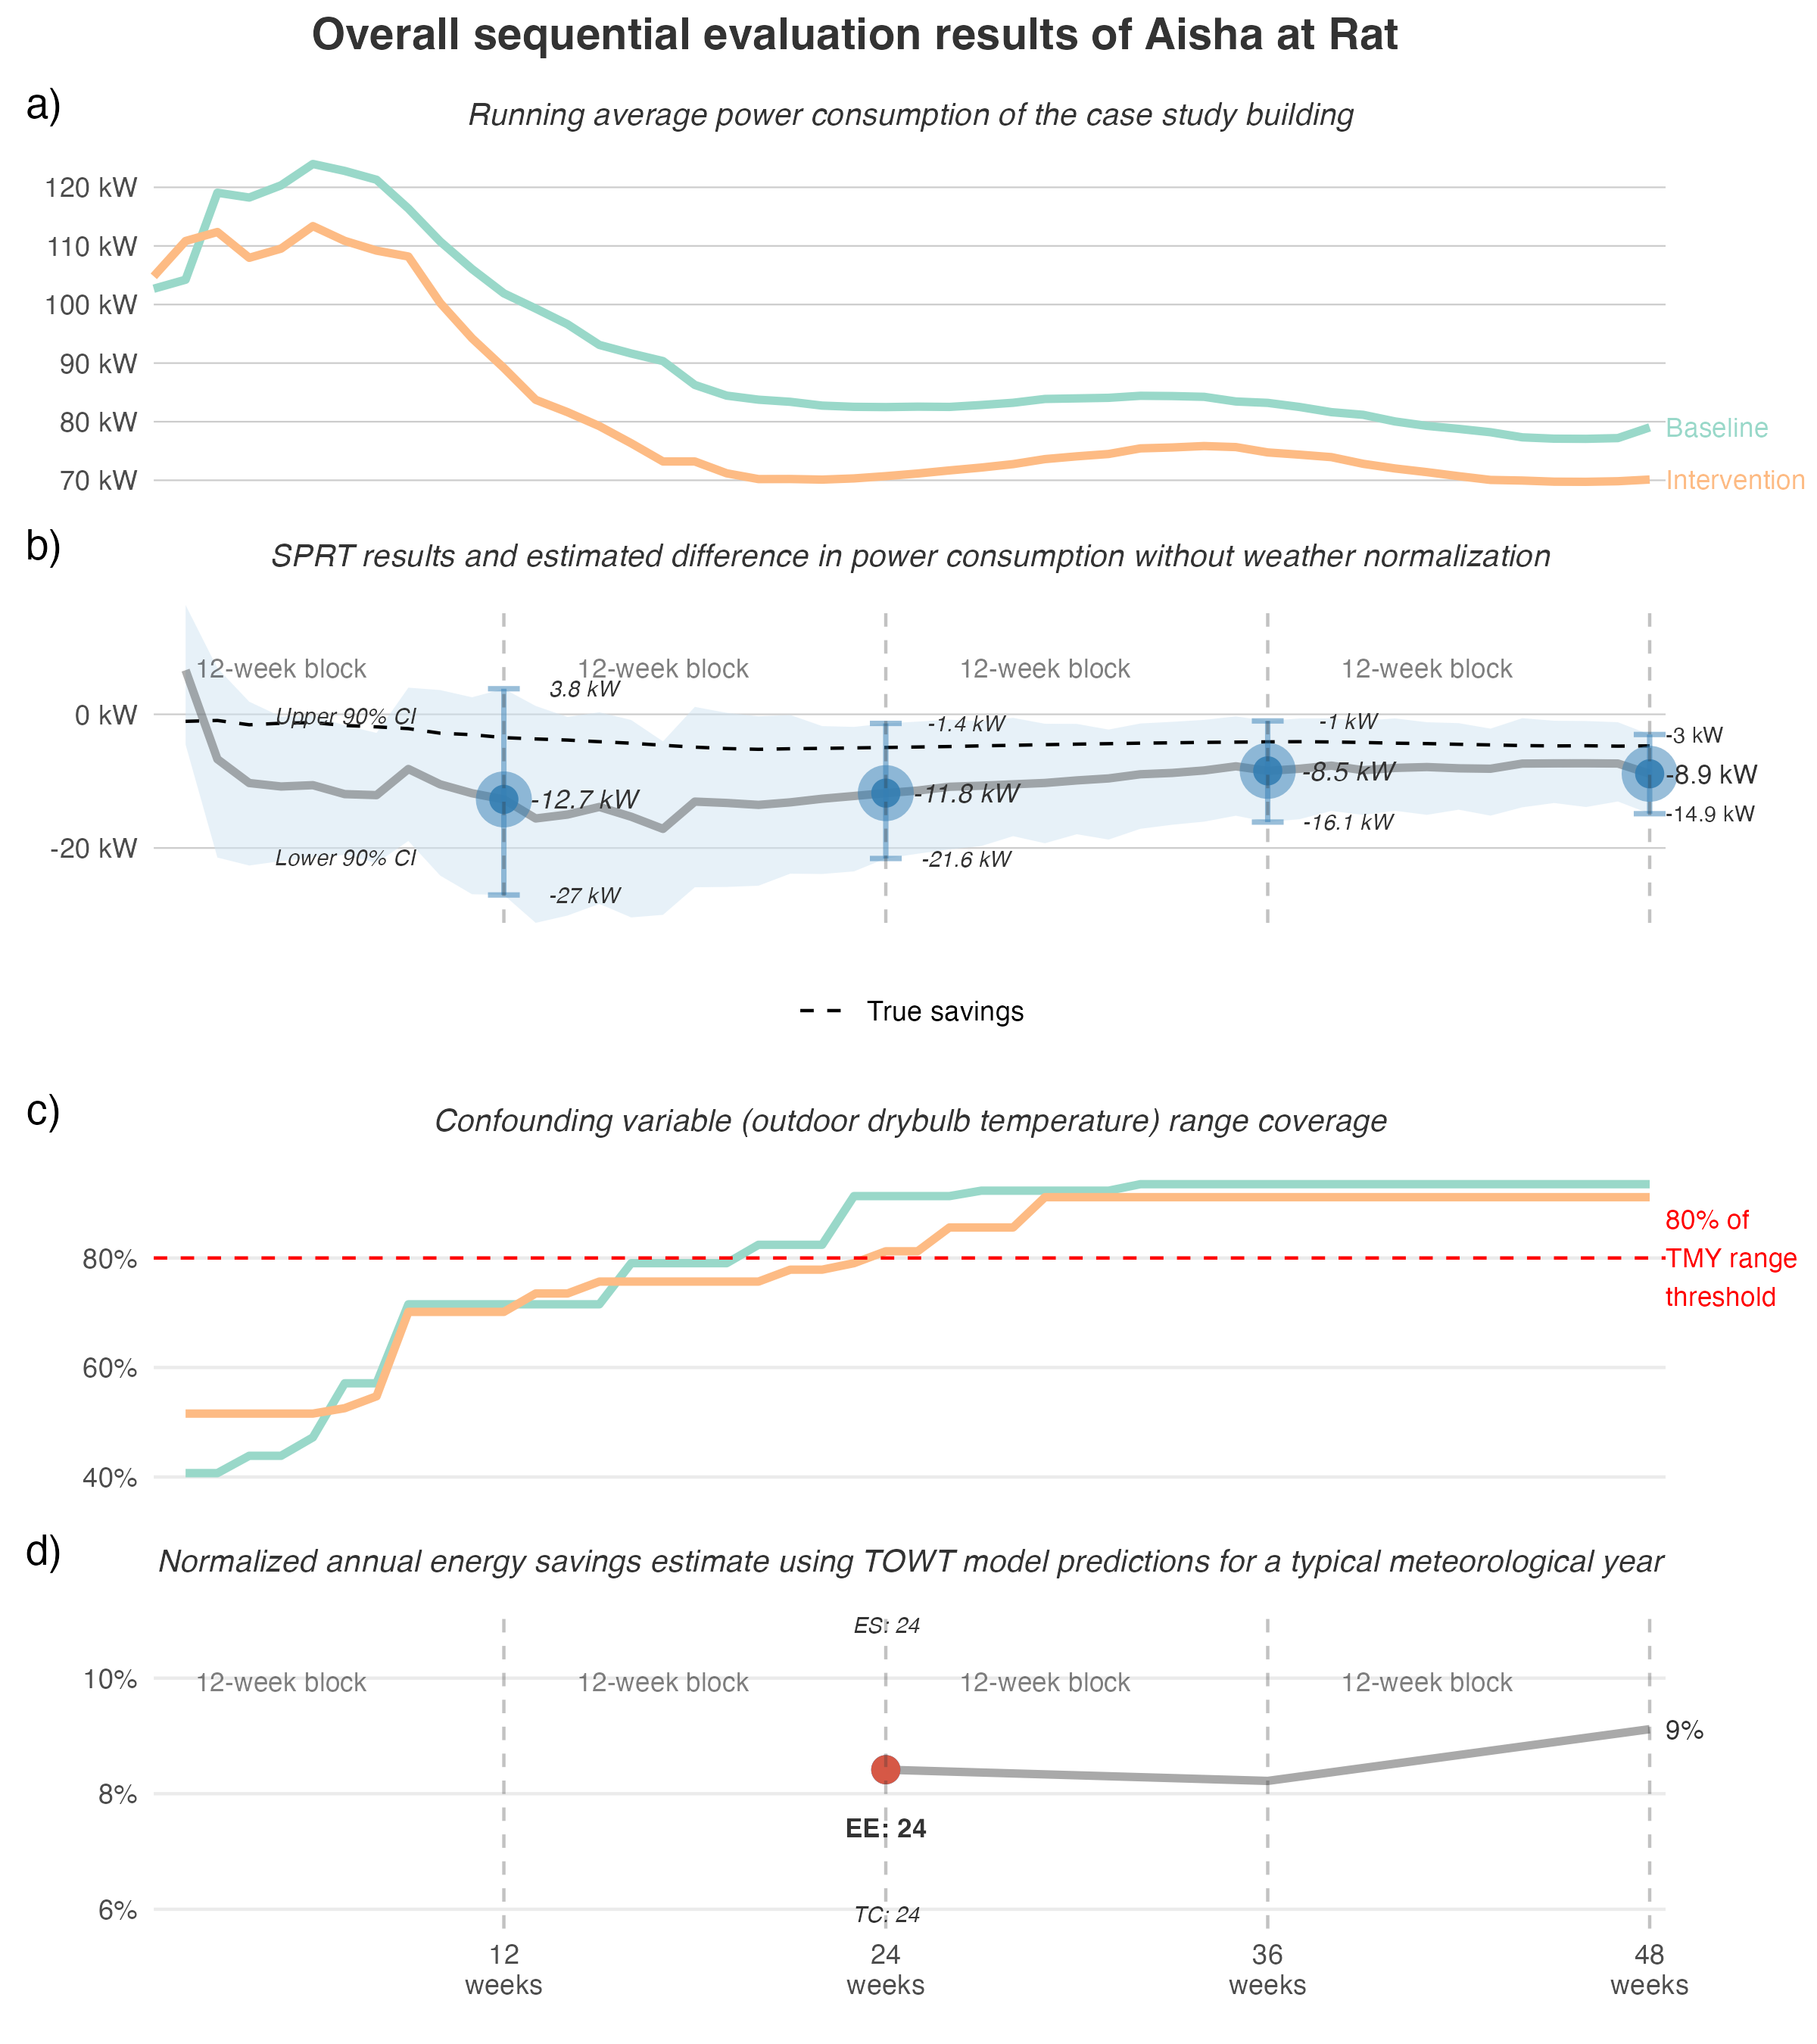 Overall sequential evaluation results of Aisha at Rat
a)
Running average power consumption of the case study building
120 kW
110 kW
100 kW
90 kW
80 kW
70 kW
Baseline
Intervention
b)
SPRT results and estimated difference in power consumption without weather normalization
12-week block
12-week block
12-week block
12-week block
0 kW
-20 kW
Upper 90% CI
Lower 90% CI
3.8 kW
-12.7 kW
-27 kW
-1.4 kW
-11.8 kW
-21.6 kW
-1 kW
-8.5 kW
-16.1 kW
-3 kW
-8.9 kW
-14.9 kW
True savings
c)
Confounding variable (outdoor drybulb temperature) range coverage
80%
60%
40%
80% of
TMY range
threshold
d)
Normalized annual energy savings estimate using TOWT model predictions for a typical meteorological year
ES: 24
10%
8%
6%
12-week block
12-week block
12-week block
12-week block
9%
EE: 24
TC: 24
12
weeks
24
weeks
36
weeks
48
weeks